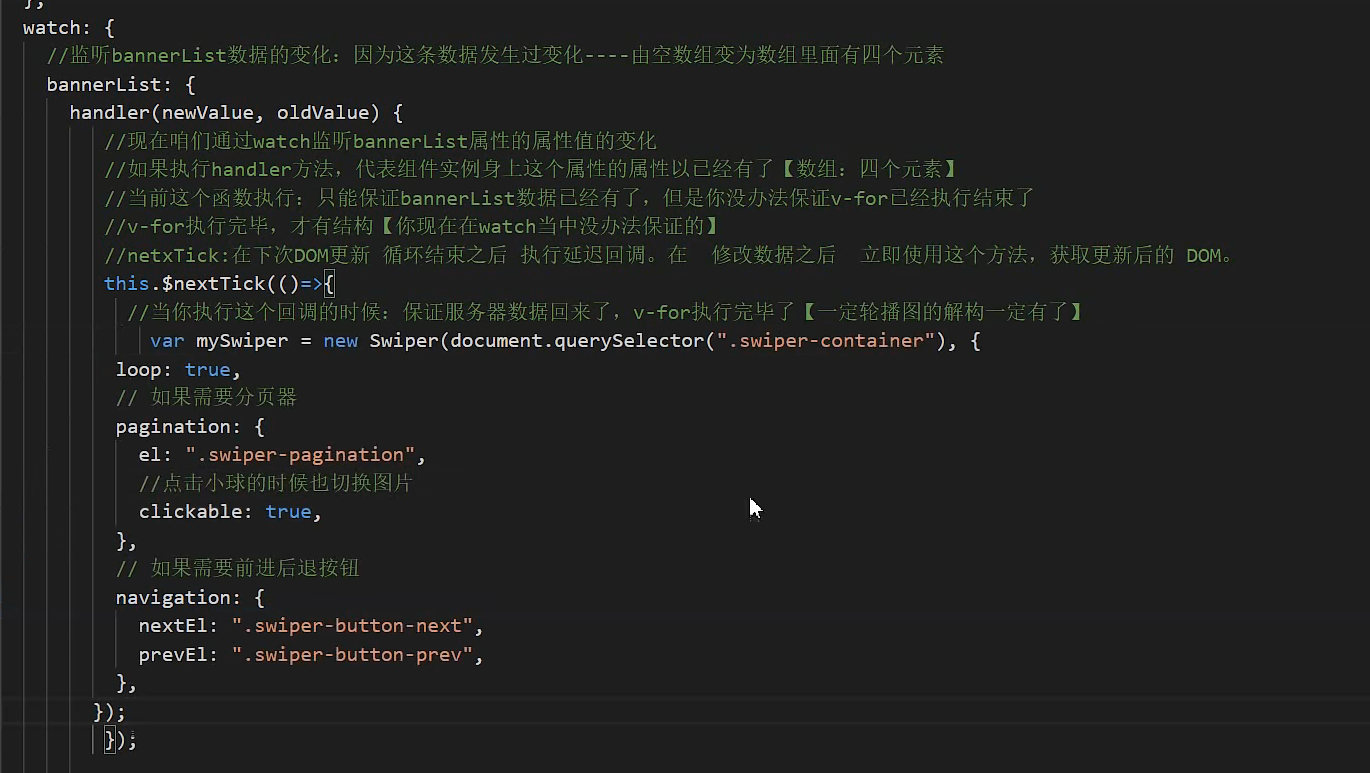 },
watch: {
//监听bannerList数据的变化：因为这条数据发生过变化----由空数组变为数组里面有四个元素
bannerList: {
handler(newValue, oldValue) {
//现在咱们通过watch监听bannerList属性的属性值的变化
//如果执行handler方法，代表组件实例身上这个属性的属性以已经有了【数组：四个元素】
//当前这个函数执行：只能保证bannerList数据已经有了，但是你没办法保证v-for已经执行结束了
//v-for执行完毕，才有结构【你现在在watch当中没办法保证的】
//netxTick:在下次DOM更新 循环结束之后 执行延迟回调。在  修改数据之后  立即使用这个方法，获取更新后的 DOM。
this.$nextTick(()=>{
//当你执行这个回调的时候：保证服务器数据回来了，v-for执行完毕了【一定轮播图的解构一定有了】
var mySwiper = new Swiper(document.querySelector(".swiper-container"), {
loop: true,
// 如果需要分页器
pagination: {
el: ".swiper-pagination",
//点击小球的时候也切换图片
clickable: true,
},
// 如果需要前进后退按钮
navigation: {
nextEl: ".swiper-button-next",
prevEl: ".swiper-button-prev",
},
});
});